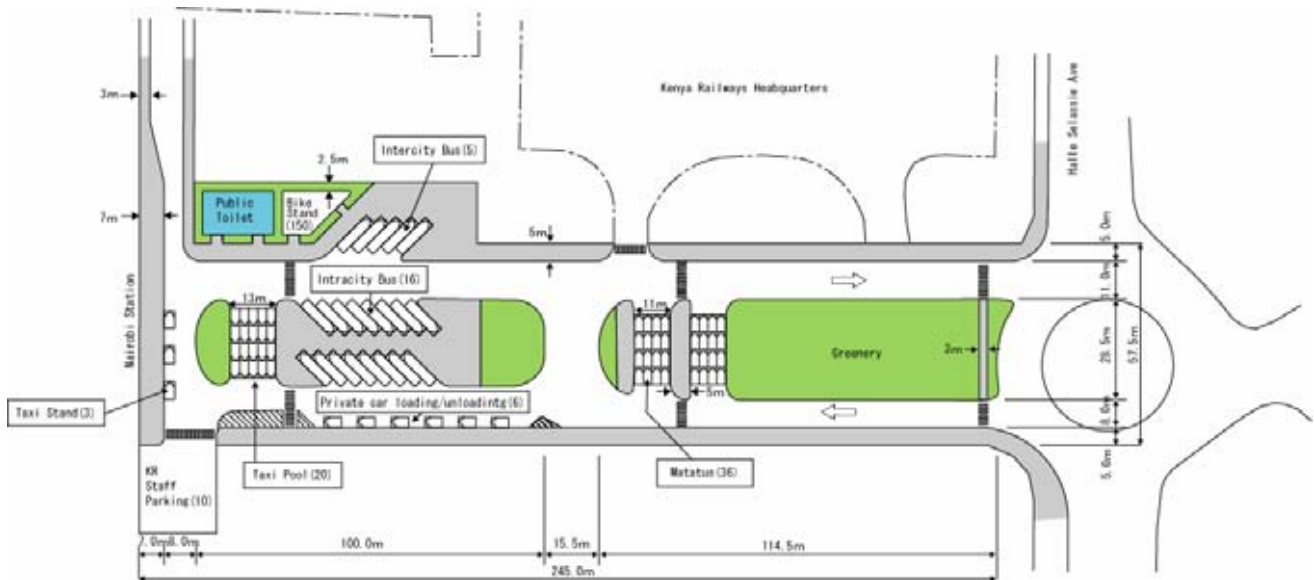 3m
Kenya Railways Heabquarters
Selassie Ave
Intercity Bus(5)
2.5m
Public
Toilet
Bike
Stand
(150)
7m
5m
5.0m
Intracity Bus(16)
11.0m
13m
11m
Nairobi Station
Greenery
2m
28.5m
57.5m
Taxi Stand(3)
Private car loading/unloadintg(6)
5m
8.0m
Taxi Pool(20)
Matatus(36)
5.0m
KR
Staff
Parking(10)
7.0m
8.0m
100.0m
15.5m
114.5m
245.0m